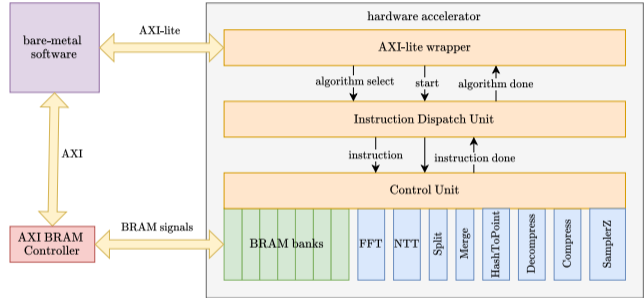 hardware accelerator
bare-metal
software
AXI-lite
AXI-lite wrapper
algorithm select
start
algorithm done
Instruction Dispatch Unit
AXI
instruction
instruction done
Control Unit
AXI BRAM
Controller
BRAM signals
BRAM banks
FFT
NTT
Split
Merge
HashToPoint
Decompress
Compress
SamplerZ